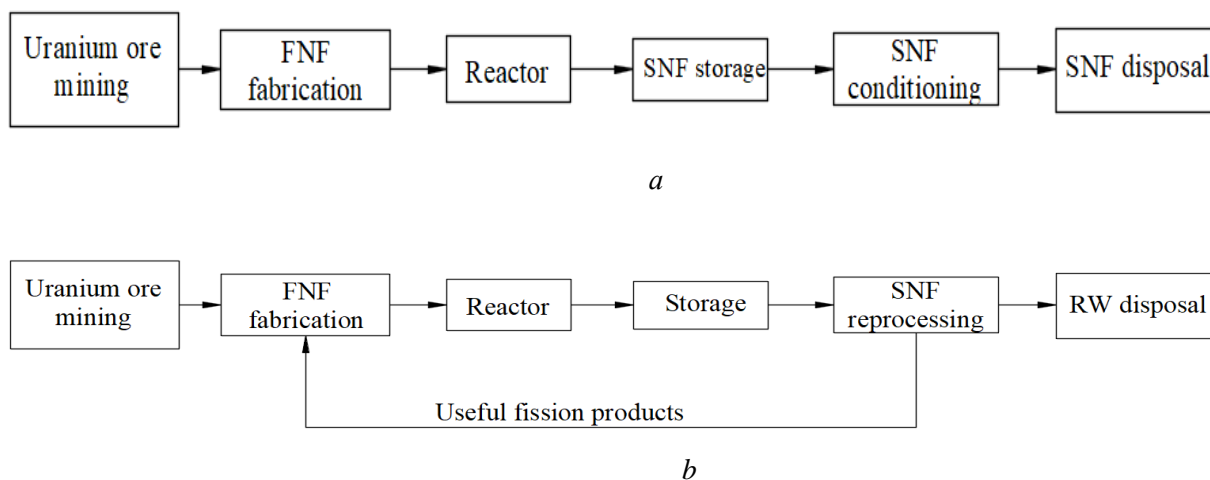 Uranium ore
mining
FNF
fabrication
Reactor
SNF storage
SNF
conditioning
SNF disposal
a
Uranium ore
mining
FNF
fabrication
Reactor
Storage
SNF
reprocessing
RW disposal
Useful fission products
b